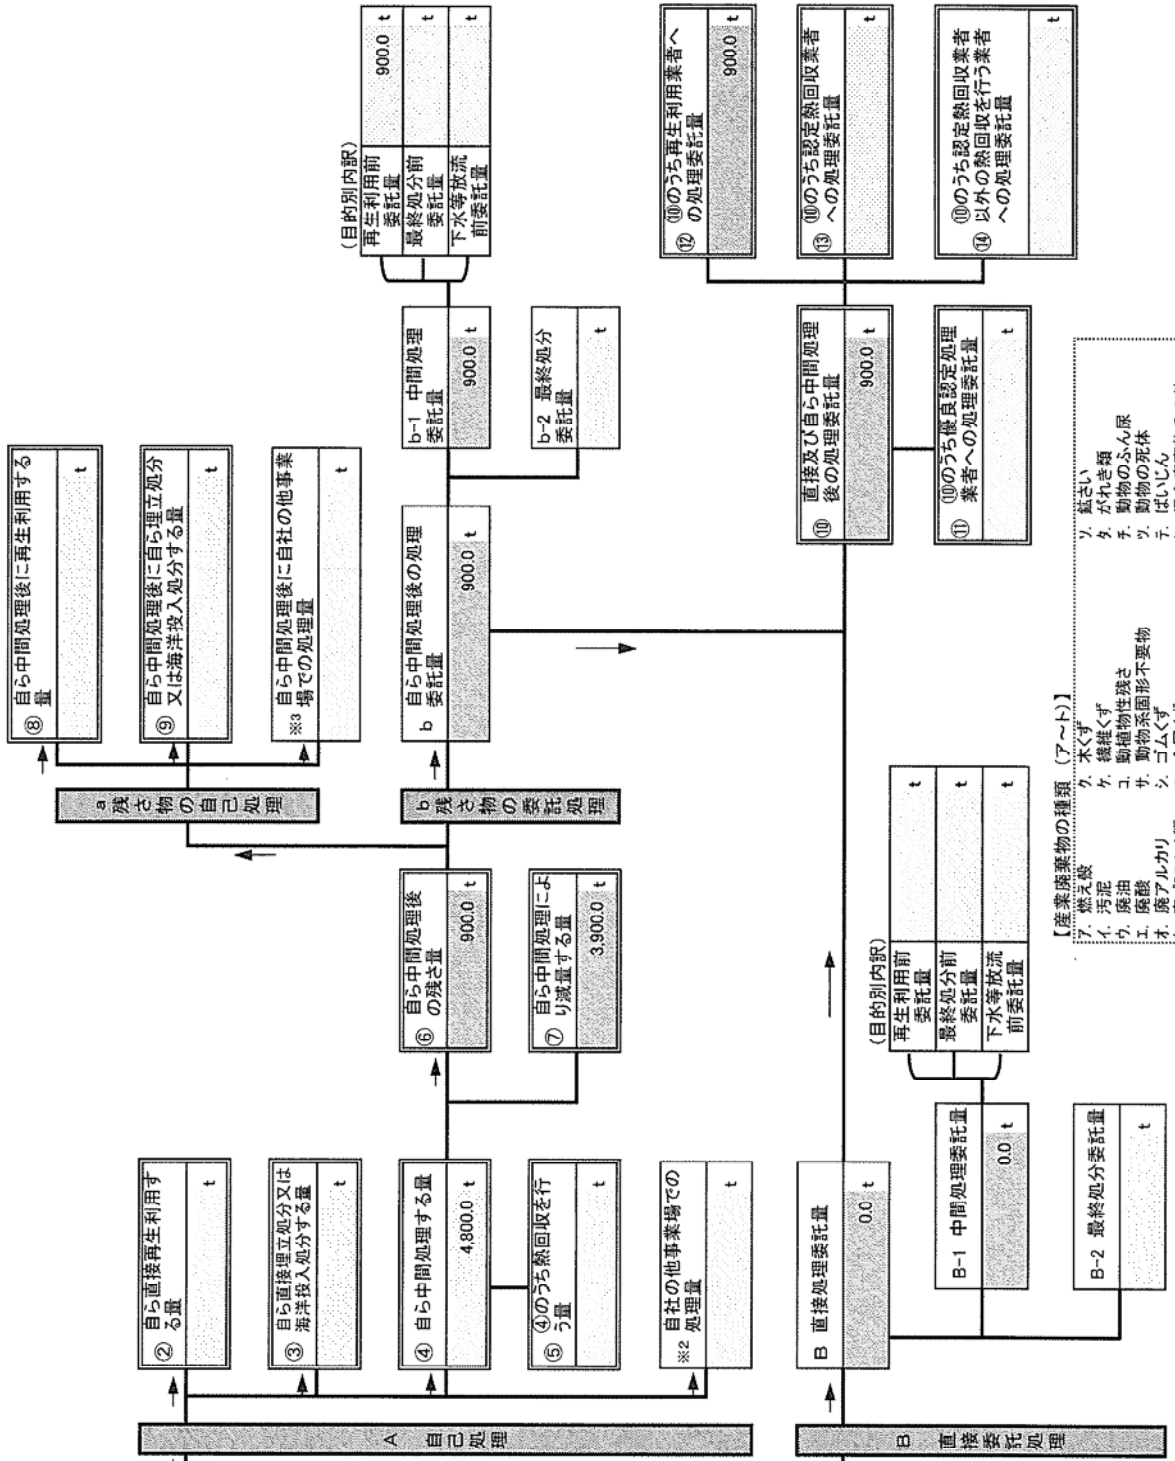 A 自己処理
② 自ら直接再生利用す
る量
t
③ 自ら直接埋立処分又は
海洋投入処分する量
t
④ 自ら中間処理する量
4,800.0 t
⑤ ④のうち熱回収を行
う量
t
※2 自社の他事業場での
処理量
t
⑥ 自ら中間処理後
の残さ量
900.0 t
⑦ 自ら中間処理によ
り減量する量
3,900.0 t
a 残さ物の自己処理
⑧ 自ら中間処理後に再生利用する
量
t
⑨ 自ら中間処理後に自ら埋立処分
又は海洋投入処分する量
t
※3 自ら中間処理後に自社の他事業
場での処理量
t
b 残さ物の委託処理
b 自ら中間処理後の処理
委託量
900.0 t
b-1 中間処理
委託量
900.0 t
b-2 最終処分
委託量
t
(目的別内訳)
再生利用前
委託量
900.0 t
最終処分前
委託量
t
下水等放流
前委託量
t
B 直接委託処理
B 直接処理委託量
0.0 t
B-1 中間処理委託量
0.0 t
B-2 最終処分委託量
t
(目的別内訳)
再生利用前
委託量
t
最終処分前
委託量
t
下水等放流
前委託量
t
⑩ 直接及び自ら中間処理
後の処理委託量
900.0 t
⑪ ⑩のうち優良認定処理
業者への処理委託量
t
⑫ ⑩のうち再生利用業者へ
の処理委託量
900.0 t
⑬ ⑩のうち認定熱回収業者
への処理委託量
t
⑭ ⑩のうち認定熱回収業者
以外の熱回収を行う業者
への処理委託量
t
【産業廃棄物の種類 (ア～ト)】
ア. 燃え殻
イ. 汚泥
ウ. 廃油
エ. 廃酸
オ. 廃アルカリ
ク. 木くず
ケ. 繊維くず
コ. 動植物性残さ
サ. 動物系固形不要物
シ. ゴムくず
ソ. 鉱さい
タ. がれき類
チ. 動物のふん尿
ツ. 動物の死体
テ. ばいじん